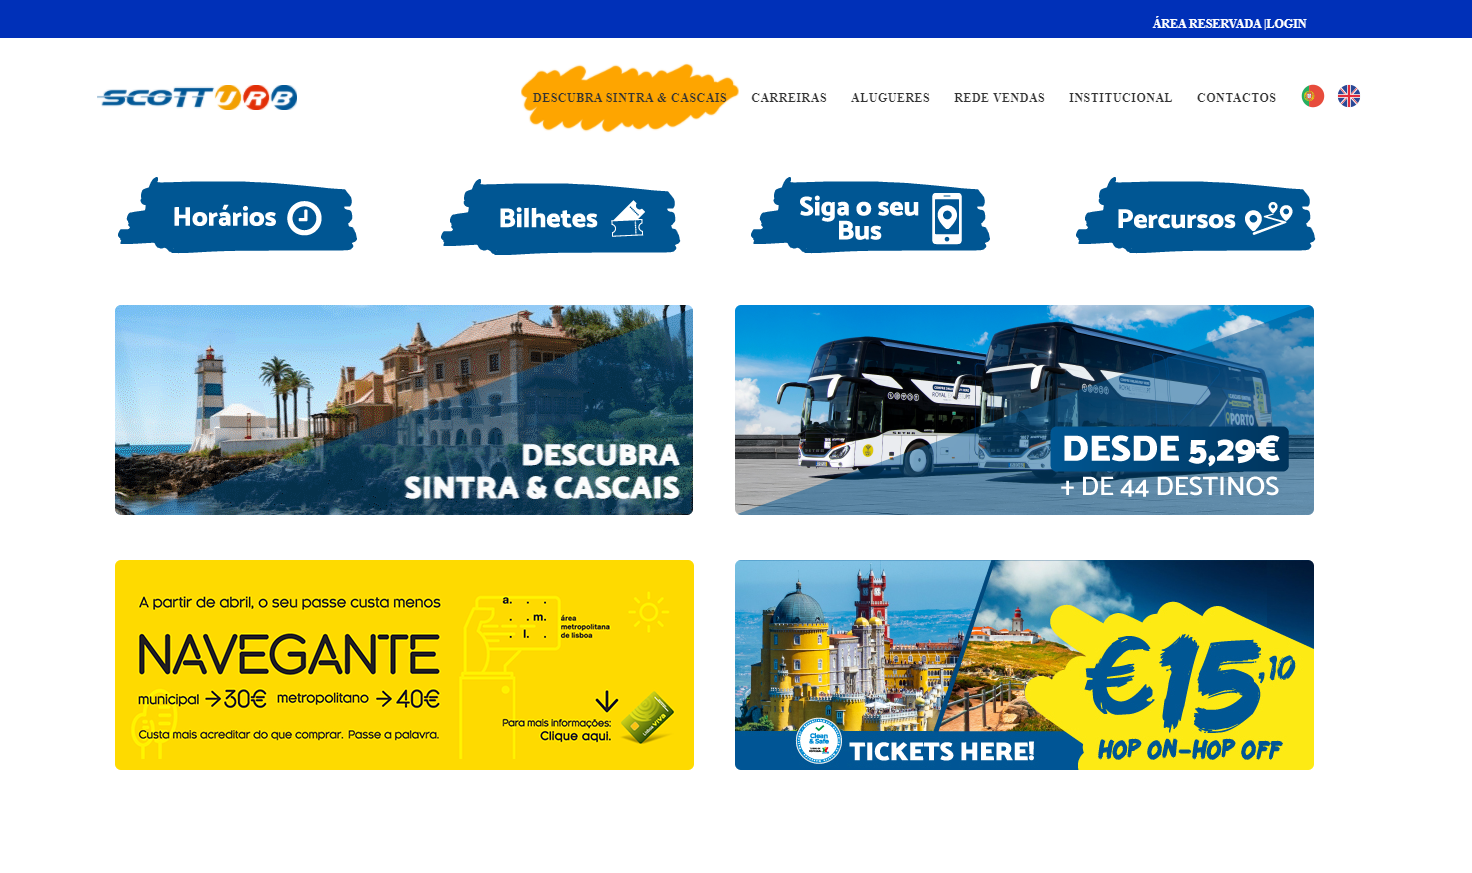 ÁREA RESERVADA |LOGIN
SCOTTURB
DESCUBRA SINTRA & CASCAIS
CARREIRAS
ALUGUERES
REDE VENDAS
INSTITUCIONAL
CONTACTOS
Horários
Bilhetes
Siga o seu
Bus
Percursos
DESCUBRA
SINTRA & CASCAIS
PORTO
DESDE 5,29€
+ DE 44 DESTINOS
A partir de abril, o seu passe custa menos
NAVEGANTE
municipal → 30€ metropolitano → 40€
Custa mais acreditar do que comprar. Passe a palavra.
a. . .
. . m.
. l. .
área
metropolitana
de lisboa
Para mais informações:
Clique aqui.
VIVA
€15,10
HOP ON-HOP OFF
Clean
& Safe
TICKETS HERE!